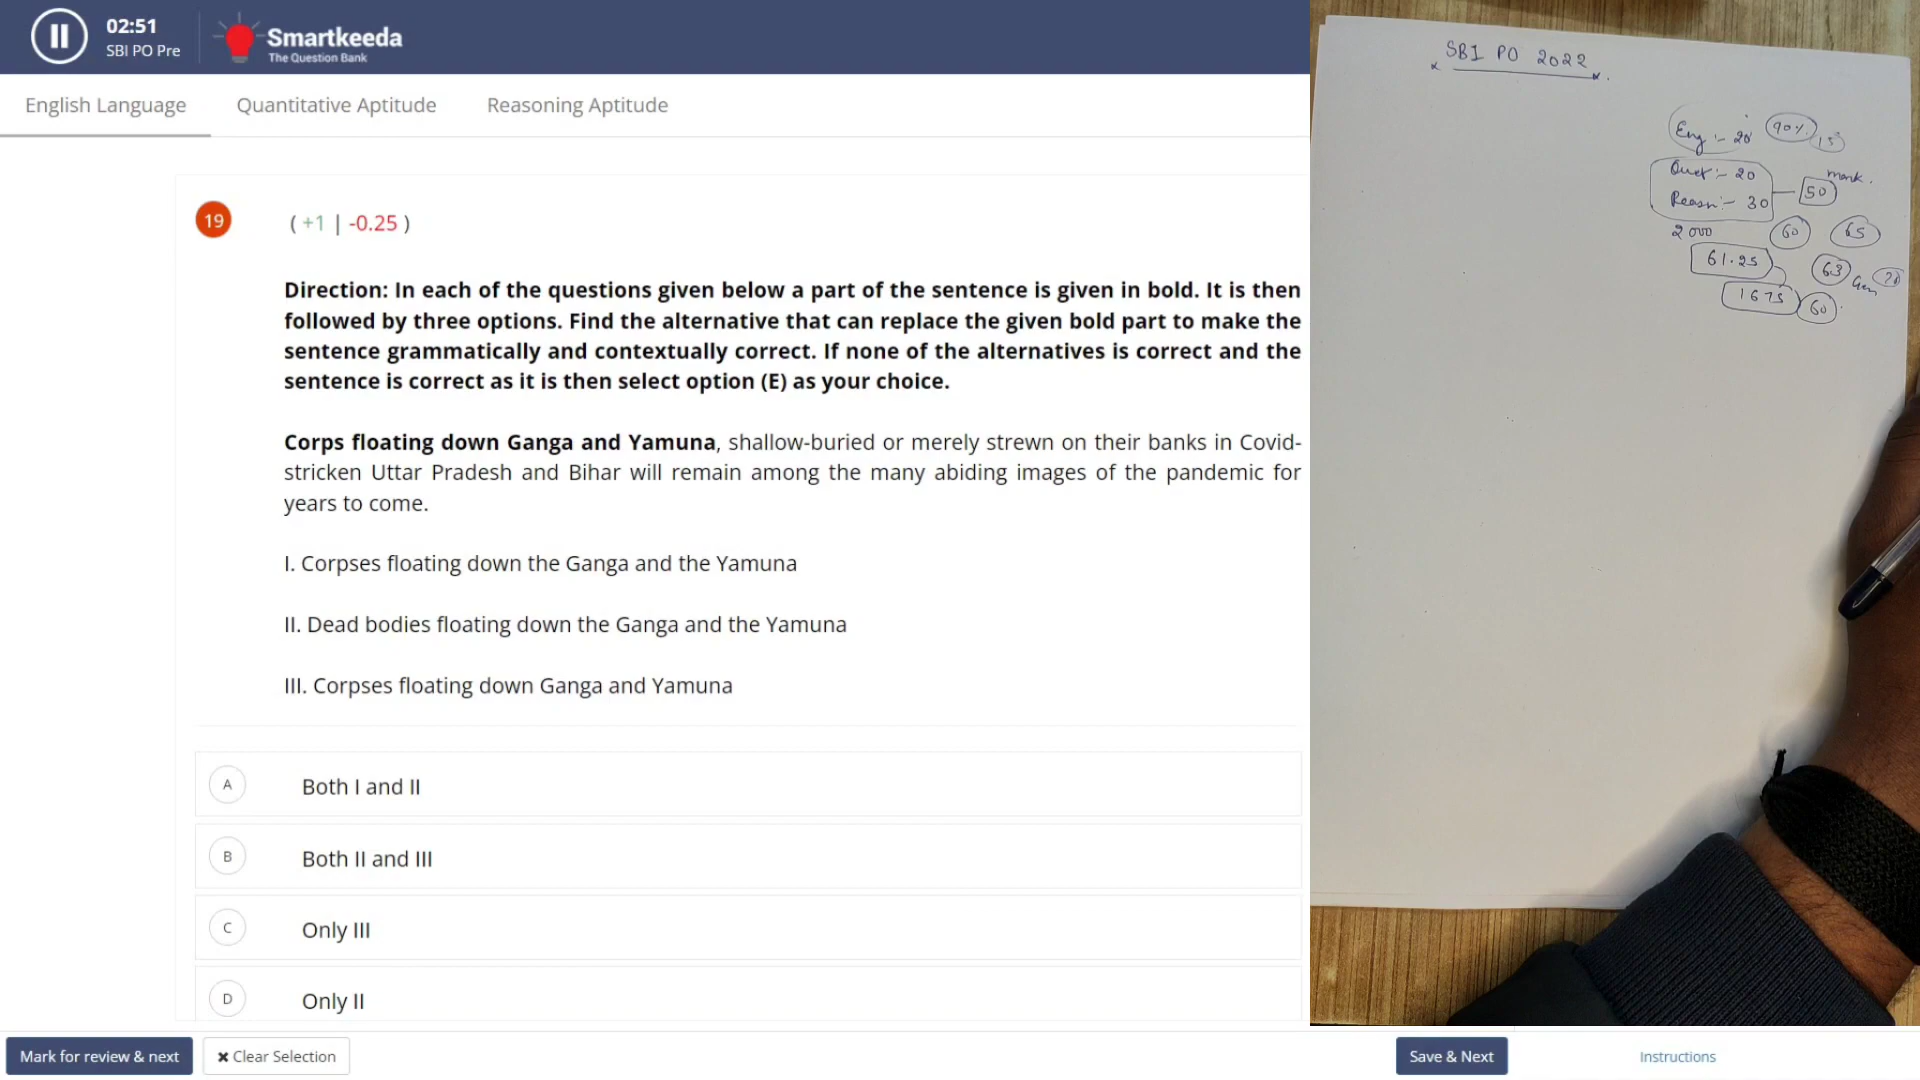 02:51
SBI PO Pre
Smartkeeda
The Question Bank
English Language
Quantitative Aptitude
Reasoning Aptitude
19
( +1 | -0.25 )
Direction: In each of the questions given below a part of the sentence is given in bold. It is then
followed by three options. Find the alternative that can replace the given bold part to make the
sentence grammatically and contextually correct. If none of the alternatives is correct and the
sentence is correct as it is then select option (E) as your choice.
Corps floating down Ganga and Yamuna, shallow-buried or merely strewn on their banks in Covid-
stricken Uttar Pradesh and Bihar will remain among the many abiding images of the pandemic for
years to come.
I. Corpses floating down the Ganga and the Yamuna
II. Dead bodies floating down the Ganga and the Yamuna
III. Corpses floating down Ganga and Yamuna
A Both I and II
B Both II and III
C Only III
D Only II
Mark for review & next
✖ Clear Selection
Save & Next
Instructions
SBI PO 2022
Eng :- 20 90%
Quet :- 20
Reason :- 30
50 mark.
2000 60 65
61.25 63
1675 60